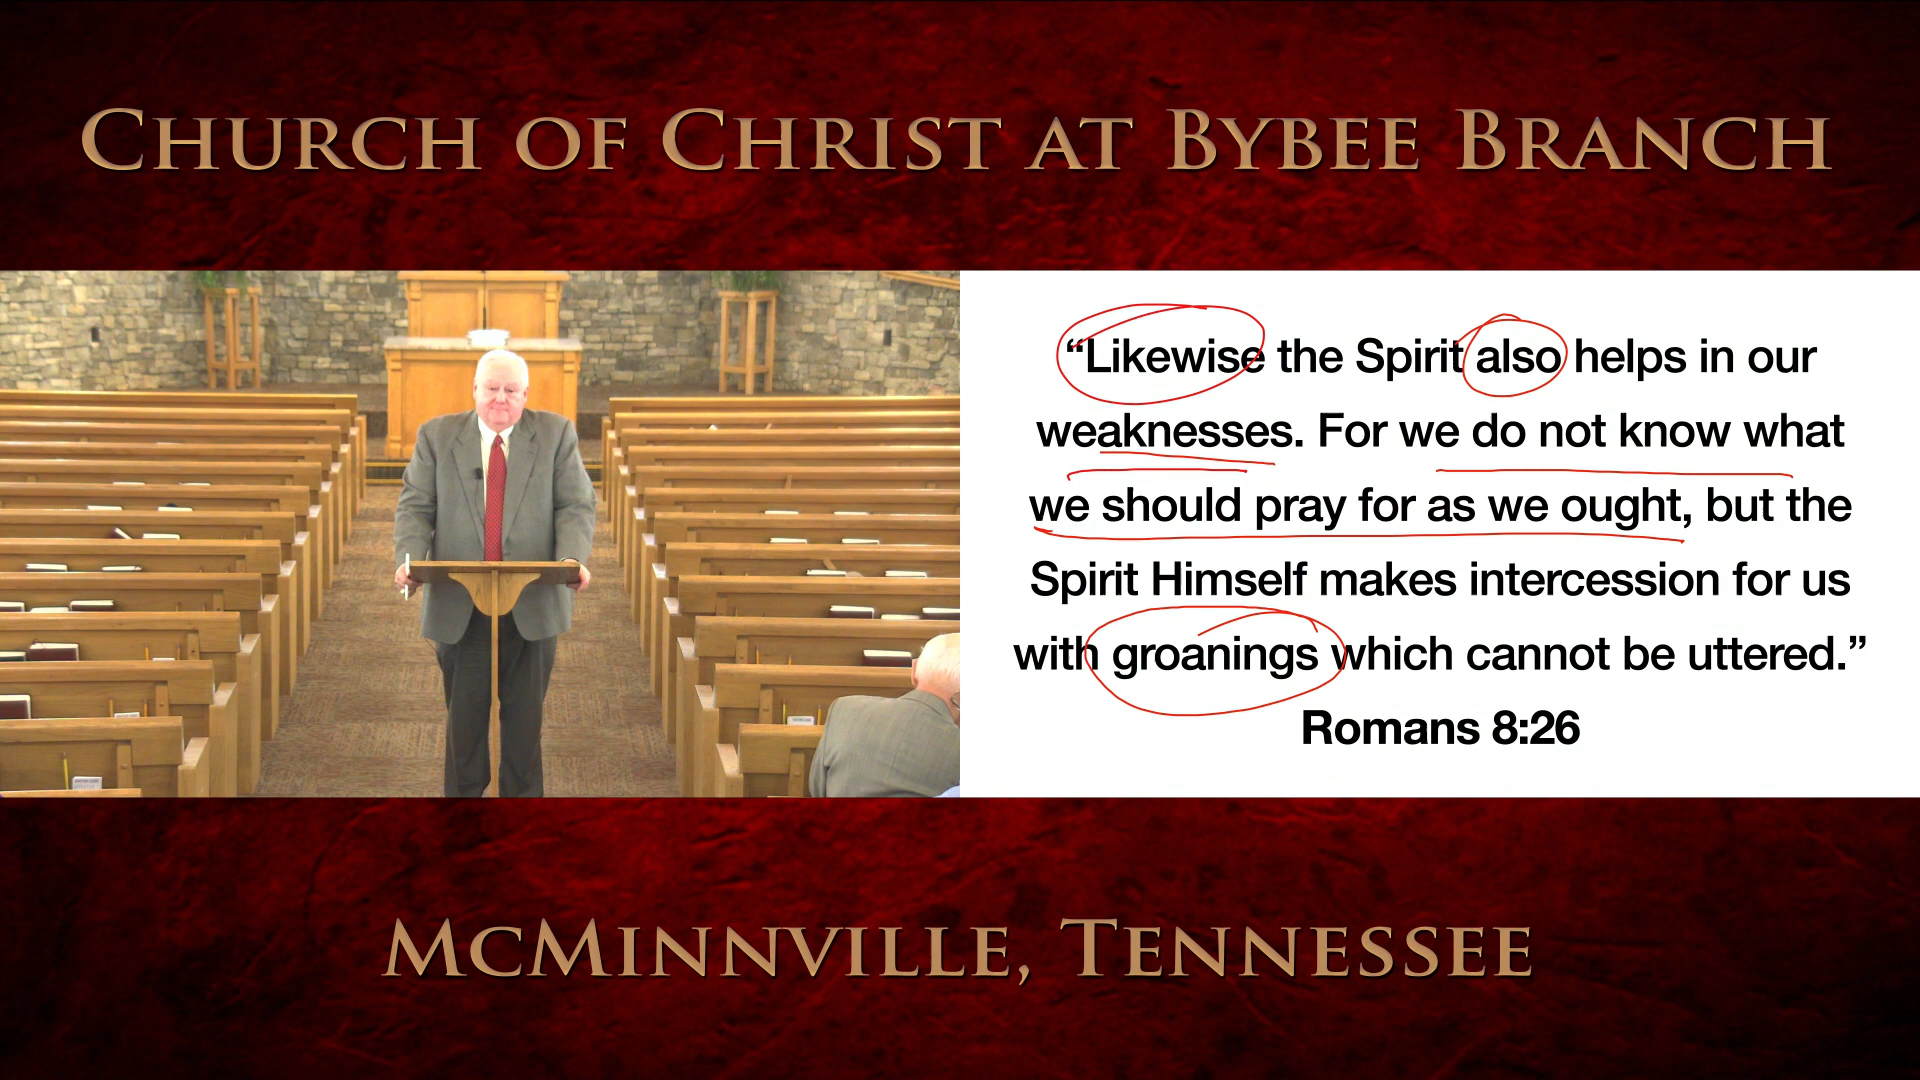 CHURCH OF CHRIST AT BYBEE BRANCH
“Likewise the Spirit also helps in our
weaknesses. For we do not know what
we should pray for as we ought, but the
Spirit Himself makes intercession for us
with groanings which cannot be uttered.”
Romans 8:26
MCMINNVILLE, TENNESSEE